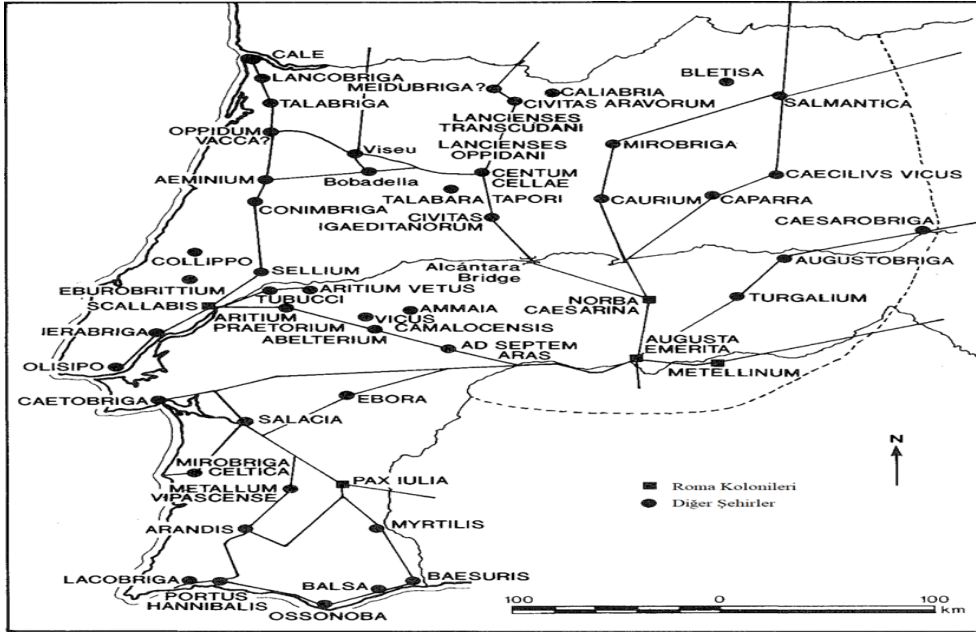 CALE
LANCOBRIGA
MEIDUBRIGA?
BLETISA
CALIABRIA
TALABRIGA
CIVITAS ARAVORUM
SALMANTICA
LANCIENSES
TRANSCUDANI
OPPIDUM
VACCA?
Viseu
LANCIENSES
OPPIDANI
MIROBRIGA
AEMINIUM
Bobadella
CENTUM
CELLAE
CAECILIVS VICUS
TALABARA
TAPORI
CONIMBRIGA
CAURIUM
CAPARRA
CIVITAS
IGAEDITANORUM
CAESAROBRIGA
COLLIPPO
SELLIUM
Alcántara
Bridge
AUGUSTOBRIGA
EBUROBRITTIUM
ARITIUM VETUS
TUBUCCI
SCALLABIS
NORBA
CAESARINA
TURGALIUM
AMMAIA
VICUS
CAMALOCENSIS
ARITIUM
PRAETORIUM
IERABRIGA
ABELTERIUM
AD SEPTEM
ARAS
AUGUSTA
EMERITA
OLISIPO
METELLINUM
CAETOBRIGA
EBORA
SALACIA
N
MIROBRIGA
CELTICA
PAX IULIA
METALLUM
VIPASCENSE
Roma Kolonileri
Diğer Şehirler
ARANDIS
MYRTILIS
LACOBRIGA
BALSA
BAESURIS
PORTUS
HANNIBALIS
OSSONOBA
100
0
100
km